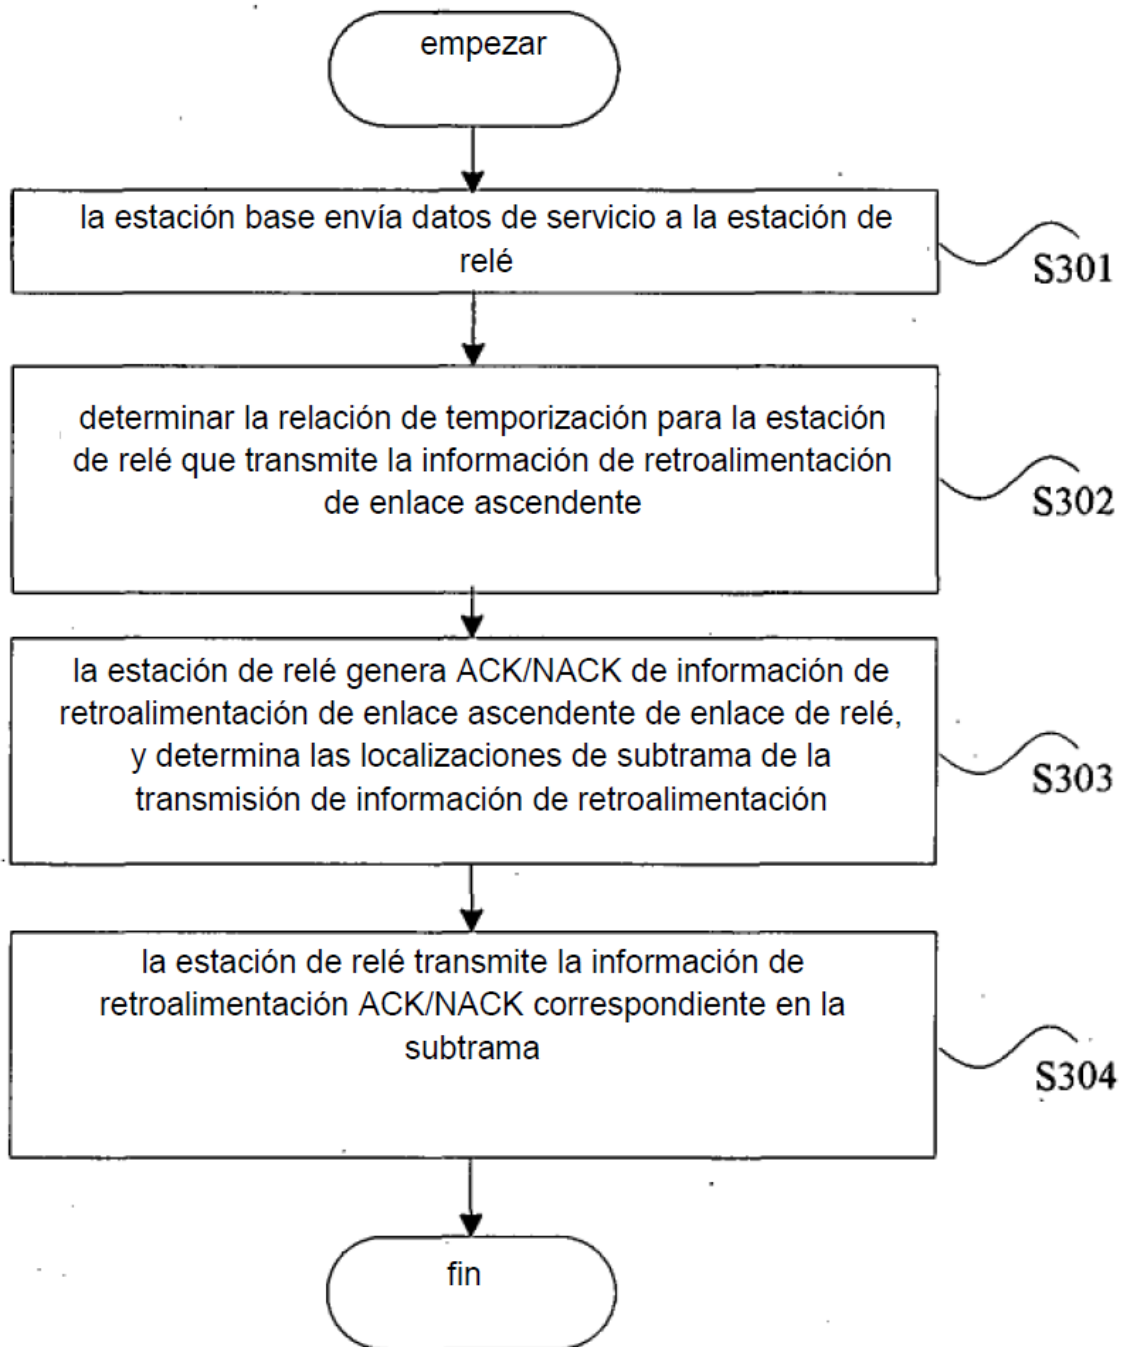 empezar
la estación base envía datos de servicio a la estación de
relé
S301
determinar la relación de temporización para la estación
de relé que transmite la información de retroalimentación
de enlace ascendente
S302
la estación de relé genera ACK/NACK de información de
retroalimentación de enlace ascendente de enlace de relé,
y determina las localizaciones de subtrama de la
transmisión de información de retroalimentación
S303
la estación de relé transmite la información de
retroalimentación ACK/NACK correspondiente en la
subtrama
S304
fin